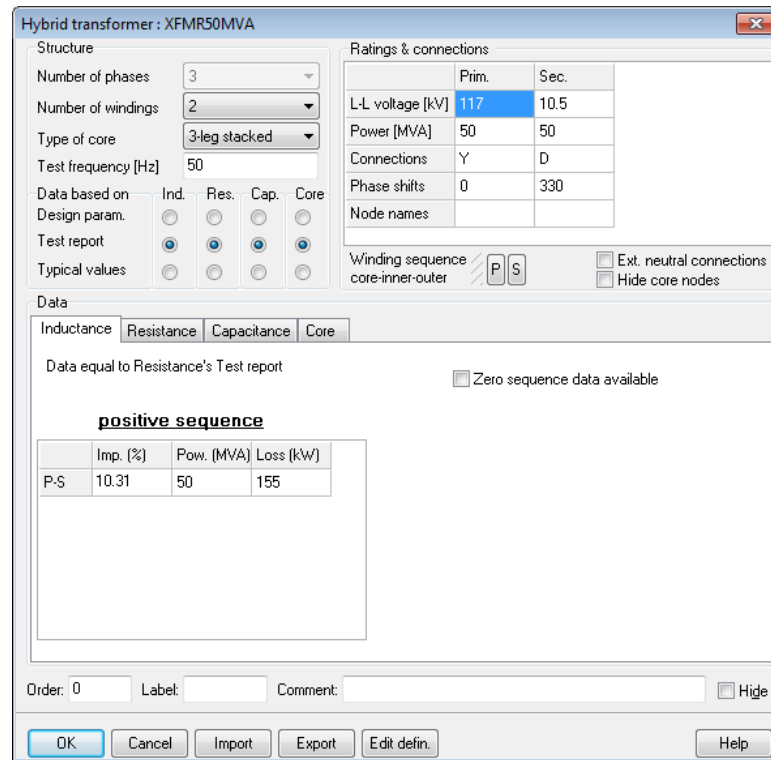 Hybrid transformer : XFMR50MVA
Structure
Number of phases 3
Number of windings 2
Type of core 3-leg stacked
Test frequency [Hz] 50
Data based on Ind. Res. Cap. Core
Design param.
Test report
Typical values
Ratings & connections
Prim. Sec.
L-L voltage [kV] 117 10.5
Power [MVA] 50 50
Connections Y D
Phase shifts 0 330
Node names
Winding sequence
core-inner-outer P S
Ext. neutral connections
Hide core nodes
Data
Inductance Resistance Capacitance Core
Data equal to Resistance's Test report
Zero sequence data available
positive sequence
Imp. (%) Pow. (MVA) Loss (kW)
P-S 10.31 50 155
Order: 0 Label: Comment: Hide
OK Cancel Import Export Edit defin. Help